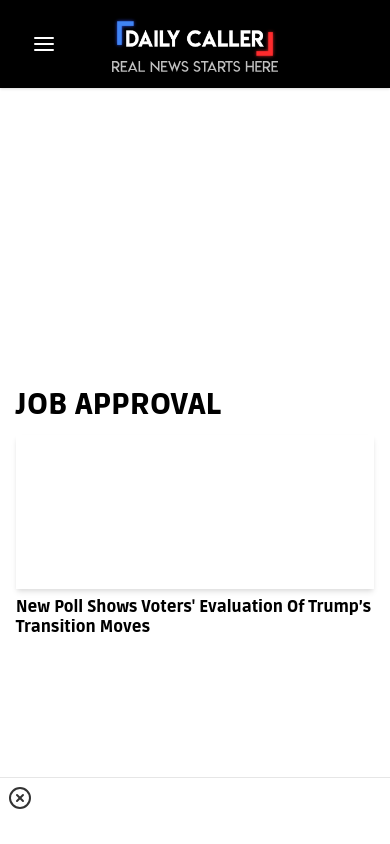 DAILY CALLER
REAL NEWS STARTS HERE
JOB APPROVAL
New Poll Shows Voters' Evaluation Of Trump’s
Transition Moves